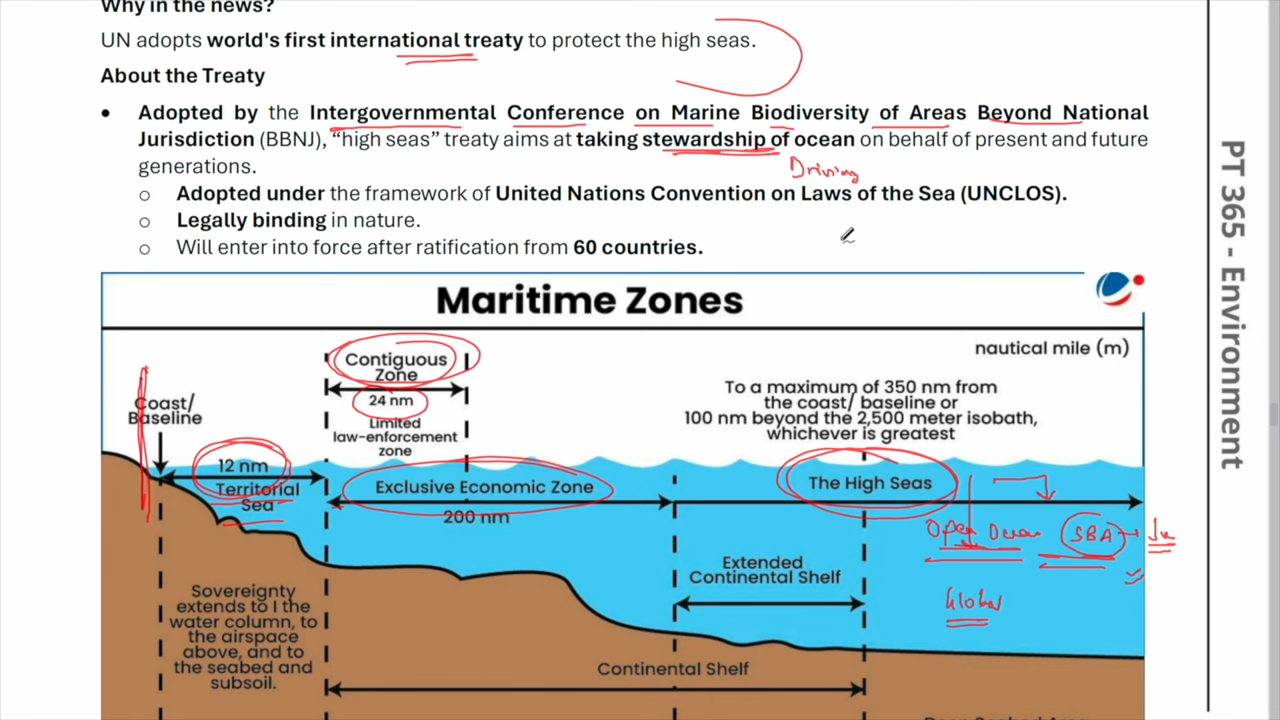 Why in the news?
UN adopts world's first international treaty to protect the high seas.
About the Treaty
• Adopted by the Intergovernmental Conference on Marine Biodiversity of Areas Beyond National
Jurisdiction (BBNJ), “high seas” treaty aims at taking stewardship of ocean on behalf of present and future
generations.
Driving
o Adopted under the framework of United Nations Convention on Laws of the Sea (UNCLOS).
o Legally binding in nature.
o Will enter into force after ratification from 60 countries.
PT 365 - Environment
Maritime Zones
nautical mile (m)
Contiguous
Zone
24 nm
Limited
law-enforcement
zone
Coast/
Baseline
To a maximum of 350 nm from
the coast/ baseline or
100 nm beyond the 2,500 meter isobath,
whichever is greatest
12 nm
Territorial
Sea
Exclusive Economic Zone
200 nm
The High Seas
Open SBA
Global
Extended
Continental Shelf
Sovereignty
extends to l the
water column, to
the airspace
above, and to
the seabed and
subsoil.
Continental Shelf